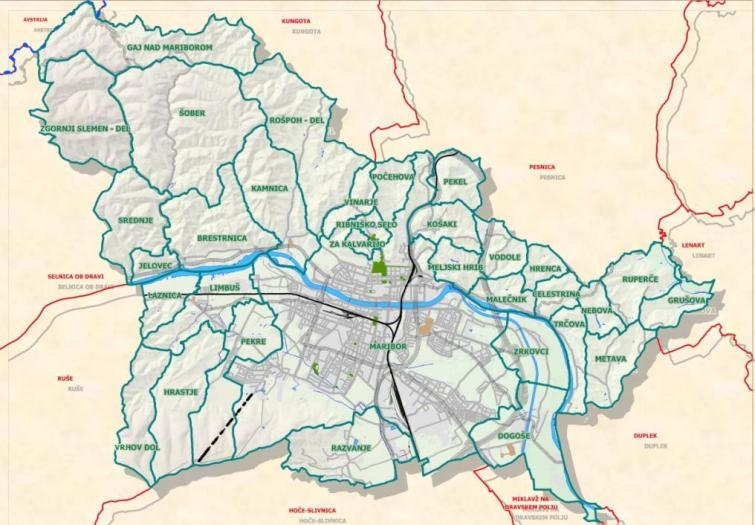 AVSTRIJA
KUNGOTA
KUNGOTA
GAJ NAD MARIBOROM
ŠOBER
ROŠPOH - DEL
ZGORNJI SLEMEN - DEL
PESNICA
PESNICA
POČEHOVA
PEKEL
KAMNICA
VINARJE
SREDNJE
RIBNIŠKO SELO
KOŠAKI
BRESTRNICA
ZA KALVARIJO
LENART
LENART
VODOLE
JELOVEC
MELJSKI HRIB
HRENCA
SELNICA OB DRAVI
SELNICA OB DRAVI
RUPERČE
LIMBUŠ
LAZNICA
MALEČNIK
CELESTRINA
GRUŠOVA
NEBOVA
TRČOVA
PEKRE
MARIBOR
ZRKOVCI
METAVA
RUŠE
RUŠE
HRASTJE
VRHOV DOL
RAZVANJE
DOGOŠE
DUPLEK
DUPLEK
MIKLAVŽ NA
DRAVSKEM POLJU
DRAVSKEM POLJU
HOČE-SLIVNICA
HOČE-SLIVNICA